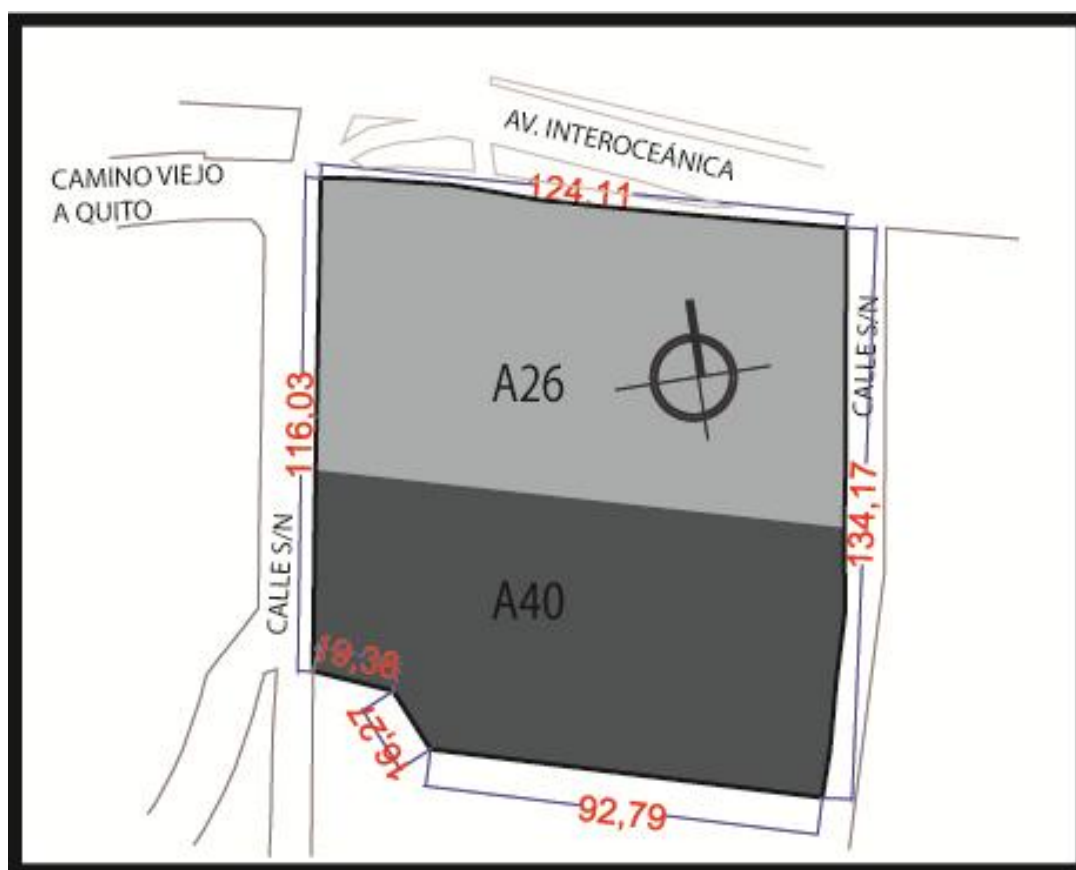 AV. INTEROCEÁNICA
CAMINO VIEJO
A QUITO
124,11
CALLE S/N
A26
116,03
134,17
CALLE S/N
A40
19,38
16,27
92,79